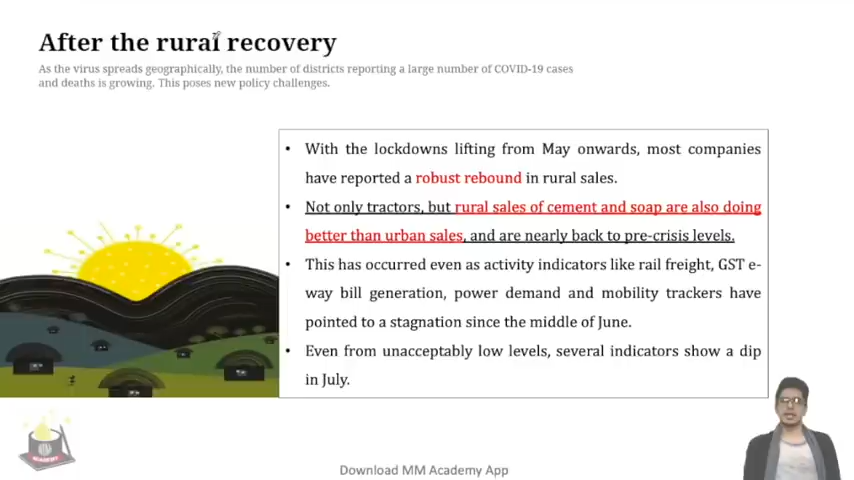 After the rural recovery
As the virus spreads geographically, the number of districts reporting a large number of COVID-19 cases
and deaths is growing. This poses new policy challenges.
• With the lockdowns lifting from May onwards, most companies
have reported a robust rebound in rural sales.
• Not only tractors, but rural sales of cement and soap are also doing
better than urban sales, and are nearly back to pre-crisis levels.
• This has occurred even as activity indicators like rail freight, GST e-
way bill generation, power demand and mobility trackers have
pointed to a stagnation since the middle of June.
• Even from unacceptably low levels, several indicators show a dip
in July.
ACADEMY
Download MM Academy App